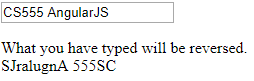 CS555 AngularJS
What you have typed will be reversed.
SJralugnA 555SC